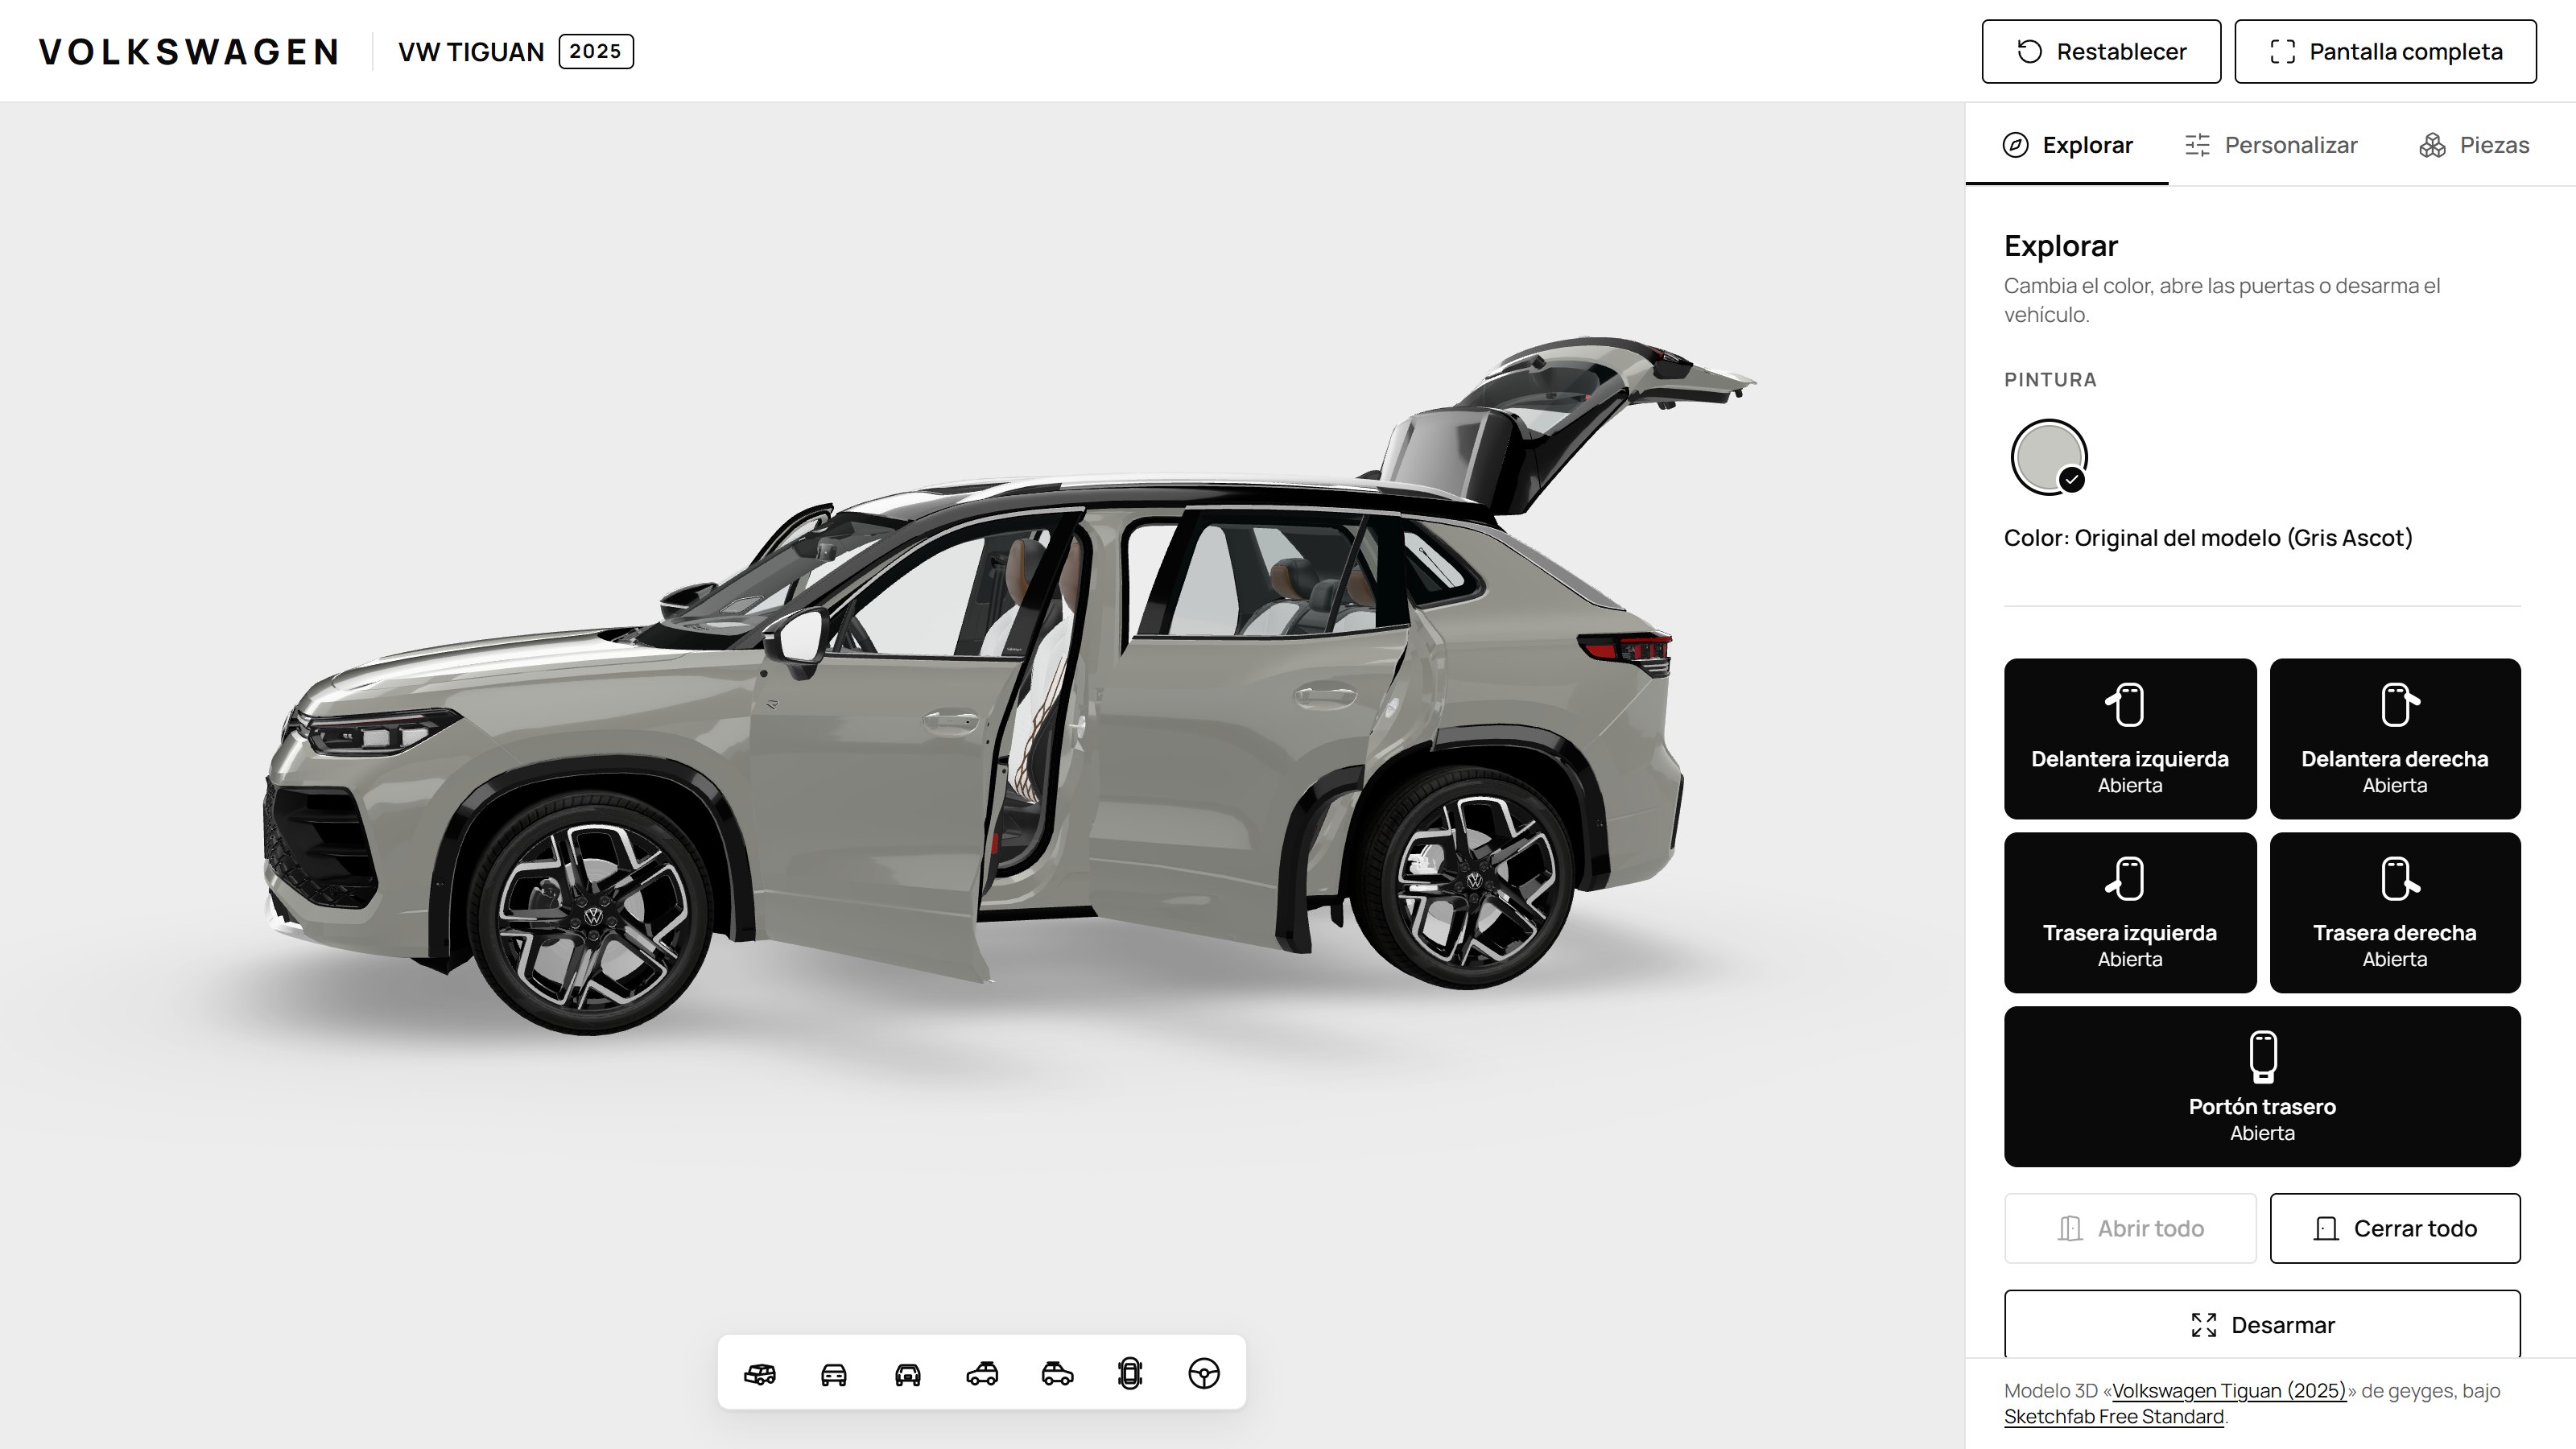 VOLKSWAGEN
VW TIGUAN 2025
Restablecer
Pantalla completa
Explorar
Personalizar
Piezas
Explorar
Cambia el color, abre las puertas o desarma el
vehículo.
PINTURA
Color: Original del modelo (Gris Ascot)
Delantera izquierda
Abierta
Delantera derecha
Abierta
Trasera izquierda
Abierta
Trasera derecha
Abierta
Portón trasero
Abierta
Abrir todo
Cerrar todo
Desarmar
Modelo 3D «Volkswagen Tiguan (2025)» de geyges, bajo
Sketchfab Free Standard.